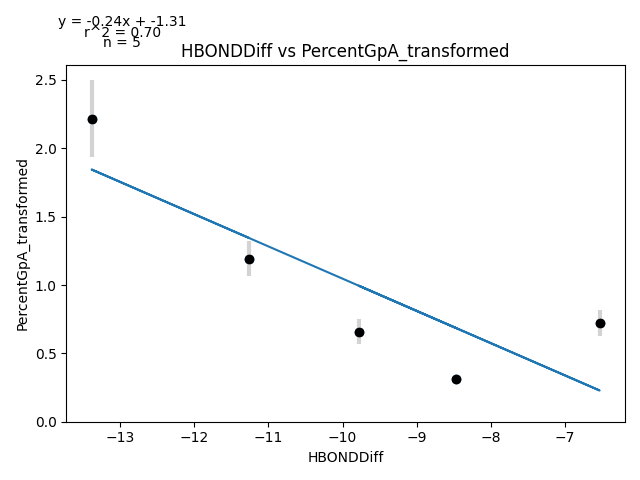 y = -0.24x + -1.31
r^2 = 0.70
n = 5
HBONDDiff vs PercentGpA_transformed
PercentGpA_transformed
2.5
2.0
1.5
1.0
0.5
0.0
−13
−12
−11
−10
−9
−8
−7
HBONDDiff